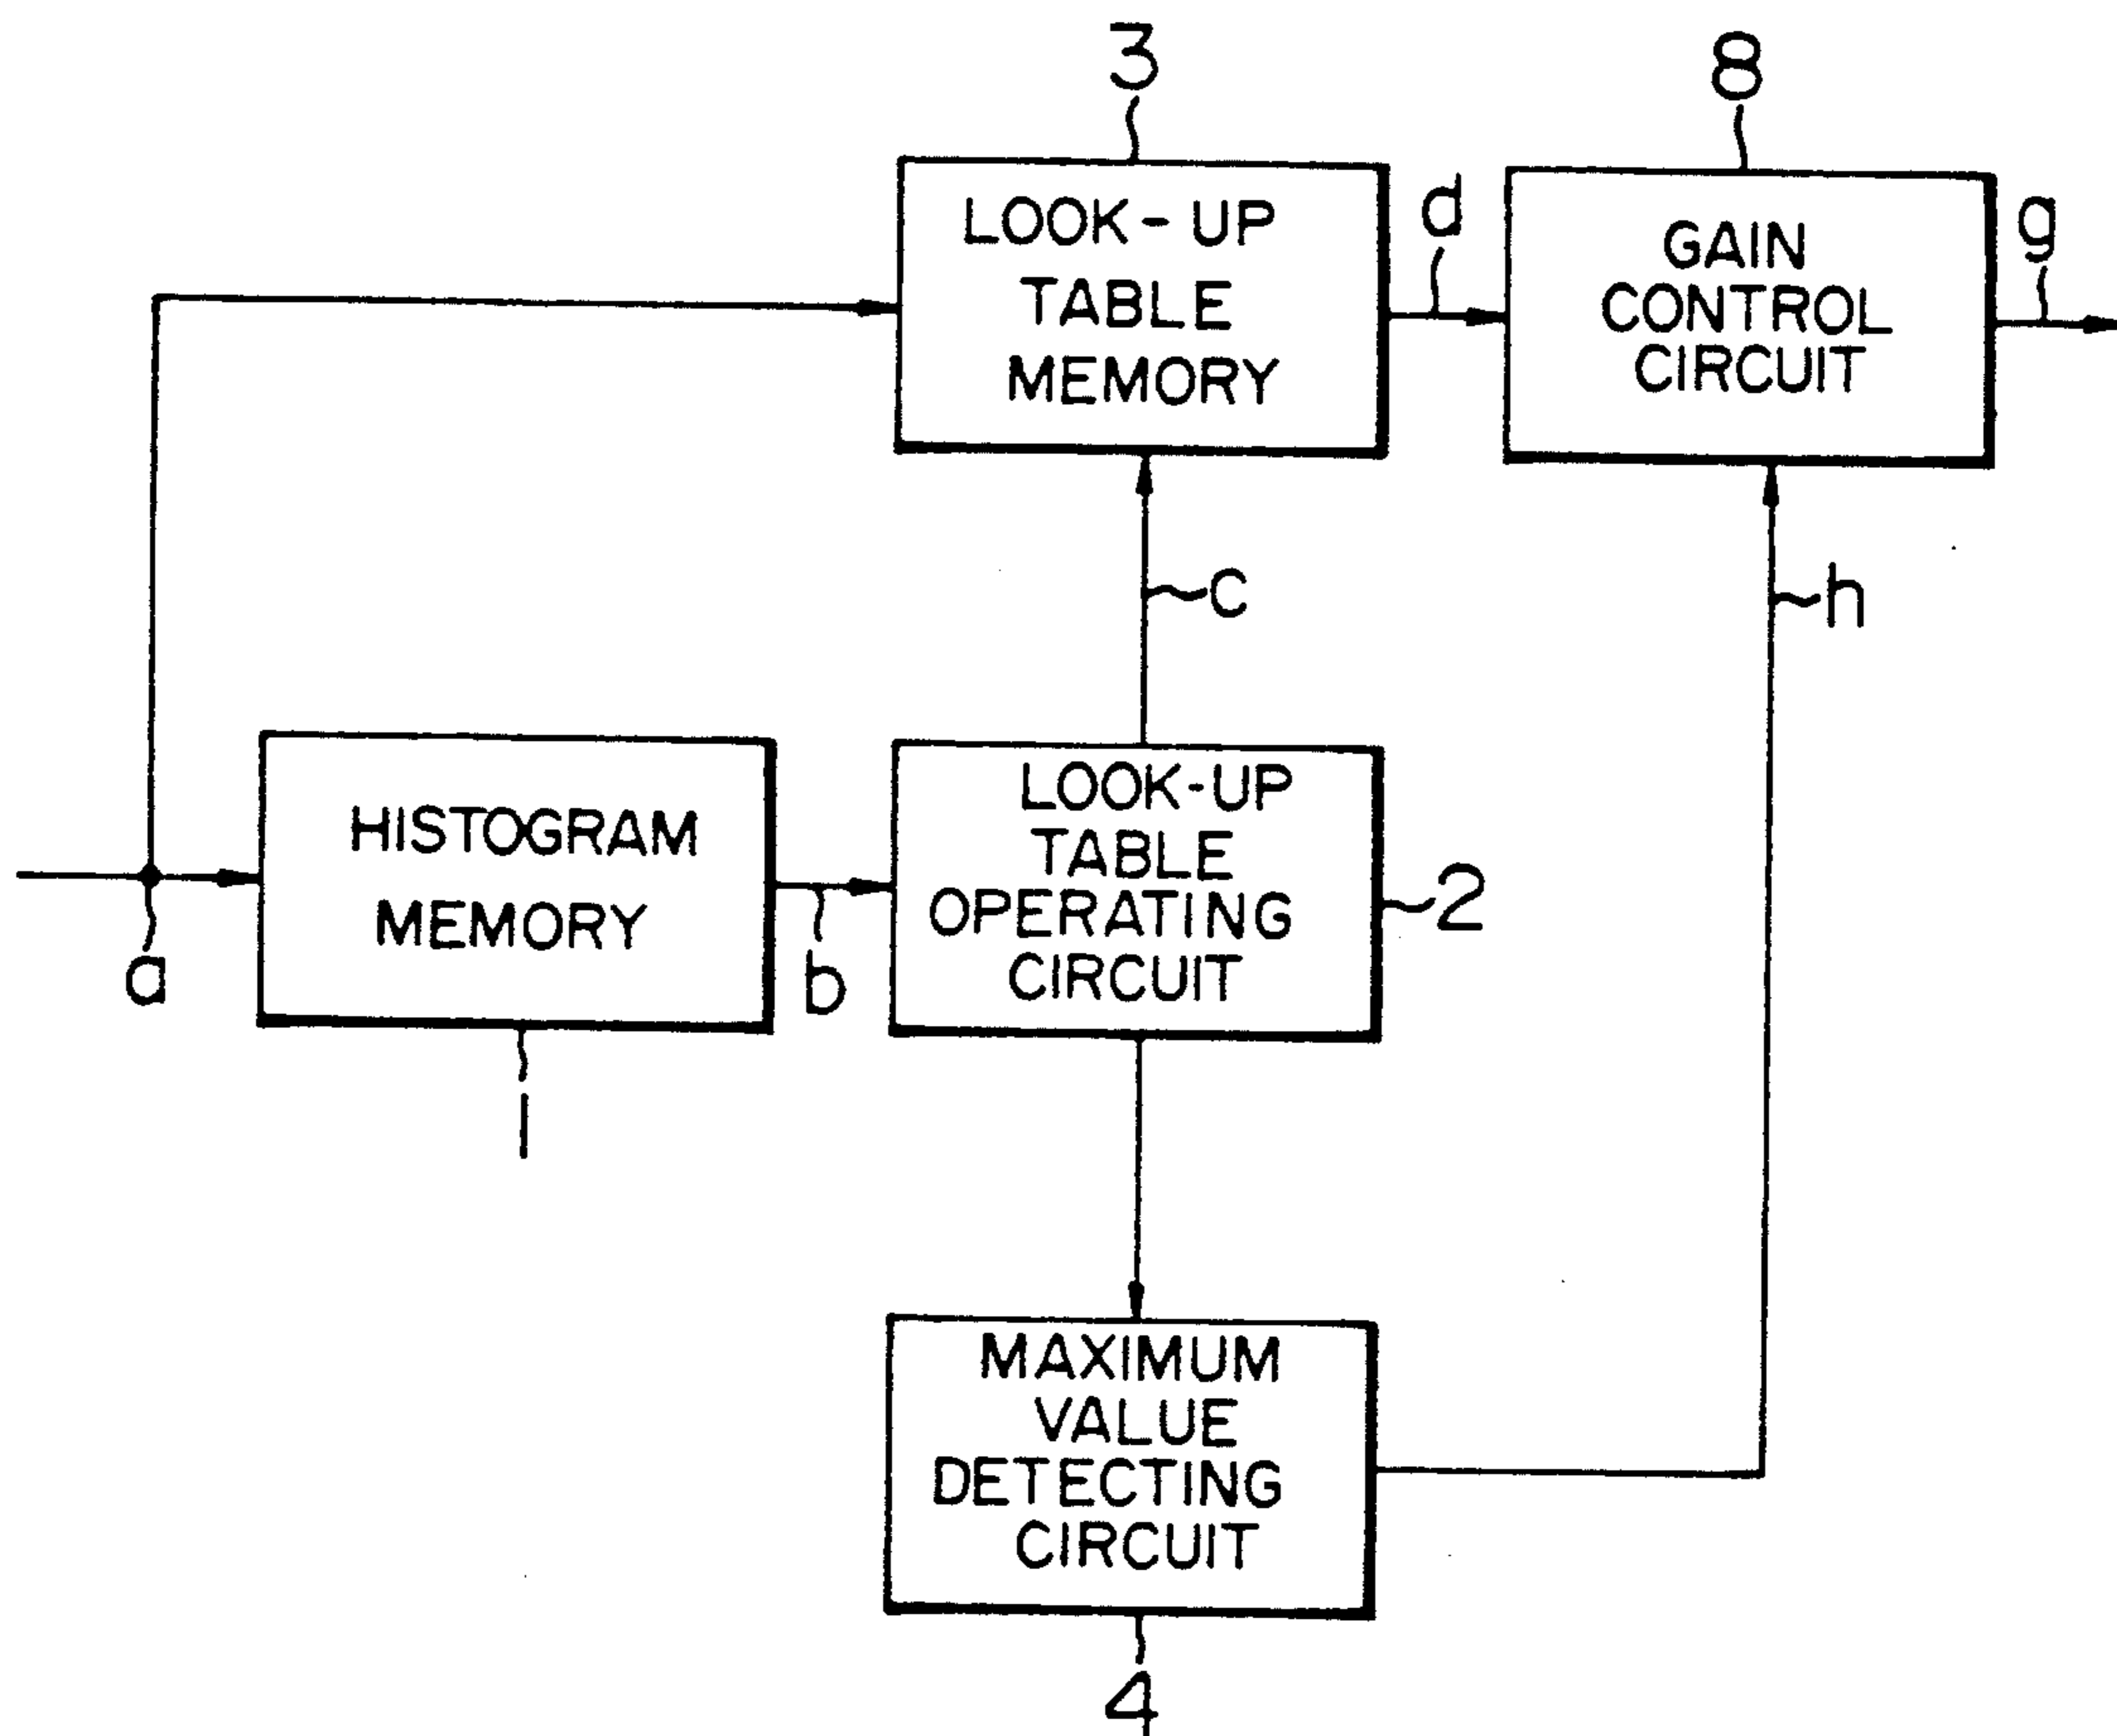 3
8
LOOK-UP
TABLE
MEMORY
d
GAIN
CONTROL
CIRCUIT
g
c
h
HISTOGRAM
MEMORY
a
1
b
LOOK-UP
TABLE
OPERATING
CIRCUIT
2
MAXIMUM
VALUE
DETECTING
CIRCUIT
4